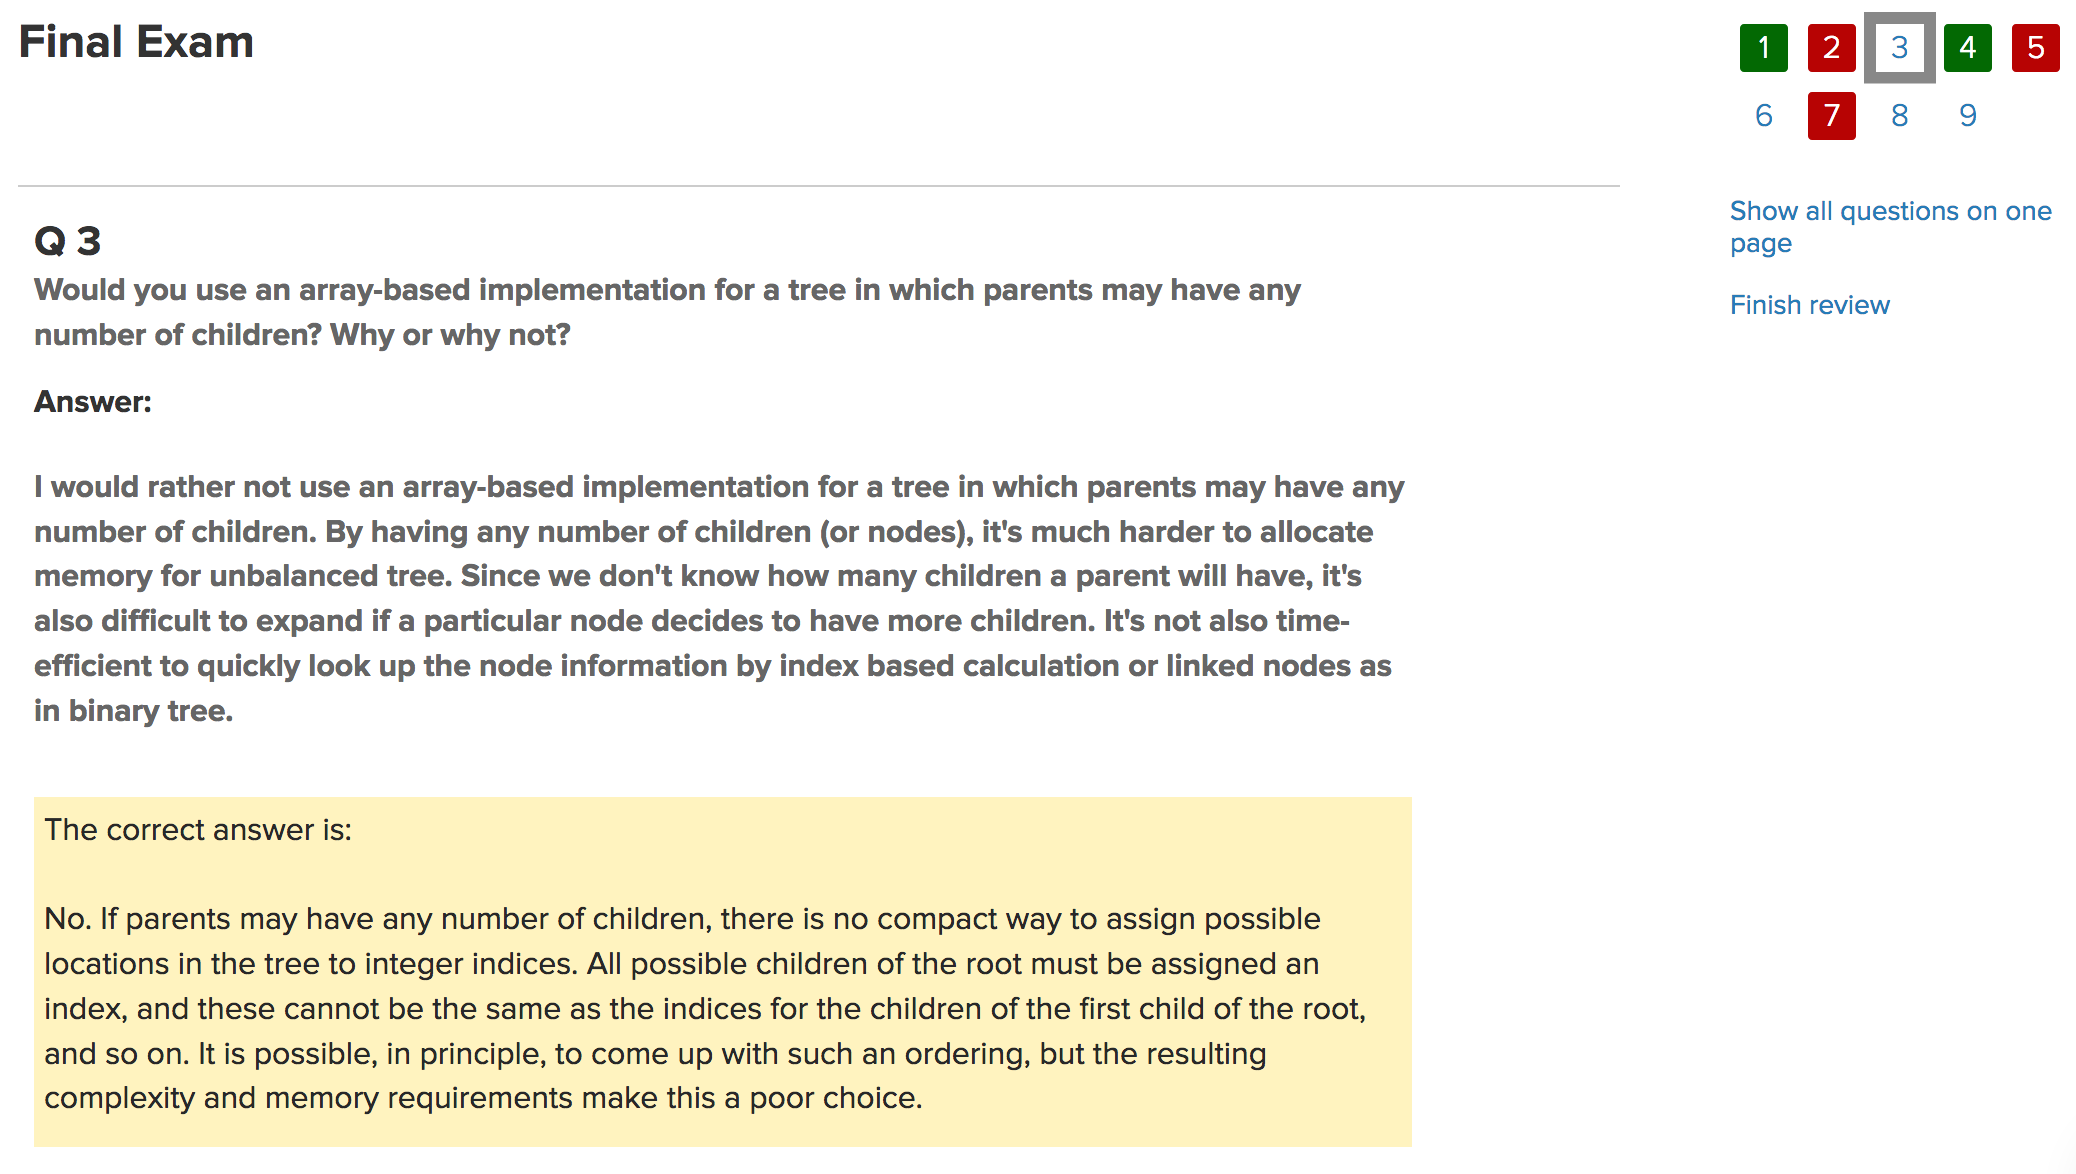 Final Exam
1 2 3 4 5
6 7 8 9
Show all questions on one
page
Finish review
Q 3
Would you use an array-based implementation for a tree in which parents may have any
number of children? Why or why not?
Answer:
I would rather not use an array-based implementation for a tree in which parents may have any
number of children. By having any number of children (or nodes), it's much harder to allocate
memory for unbalanced tree. Since we don't know how many children a parent will have, it's
also difficult to expand if a particular node decides to have more children. It's not also time-
efficient to quickly look up the node information by index based calculation or linked nodes as
in binary tree.
The correct answer is:
No. If parents may have any number of children, there is no compact way to assign possible
locations in the tree to integer indices. All possible children of the root must be assigned an
index, and these cannot be the same as the indices for the children of the first child of the root,
and so on. It is possible, in principle, to come up with such an ordering, but the resulting
complexity and memory requirements make this a poor choice.